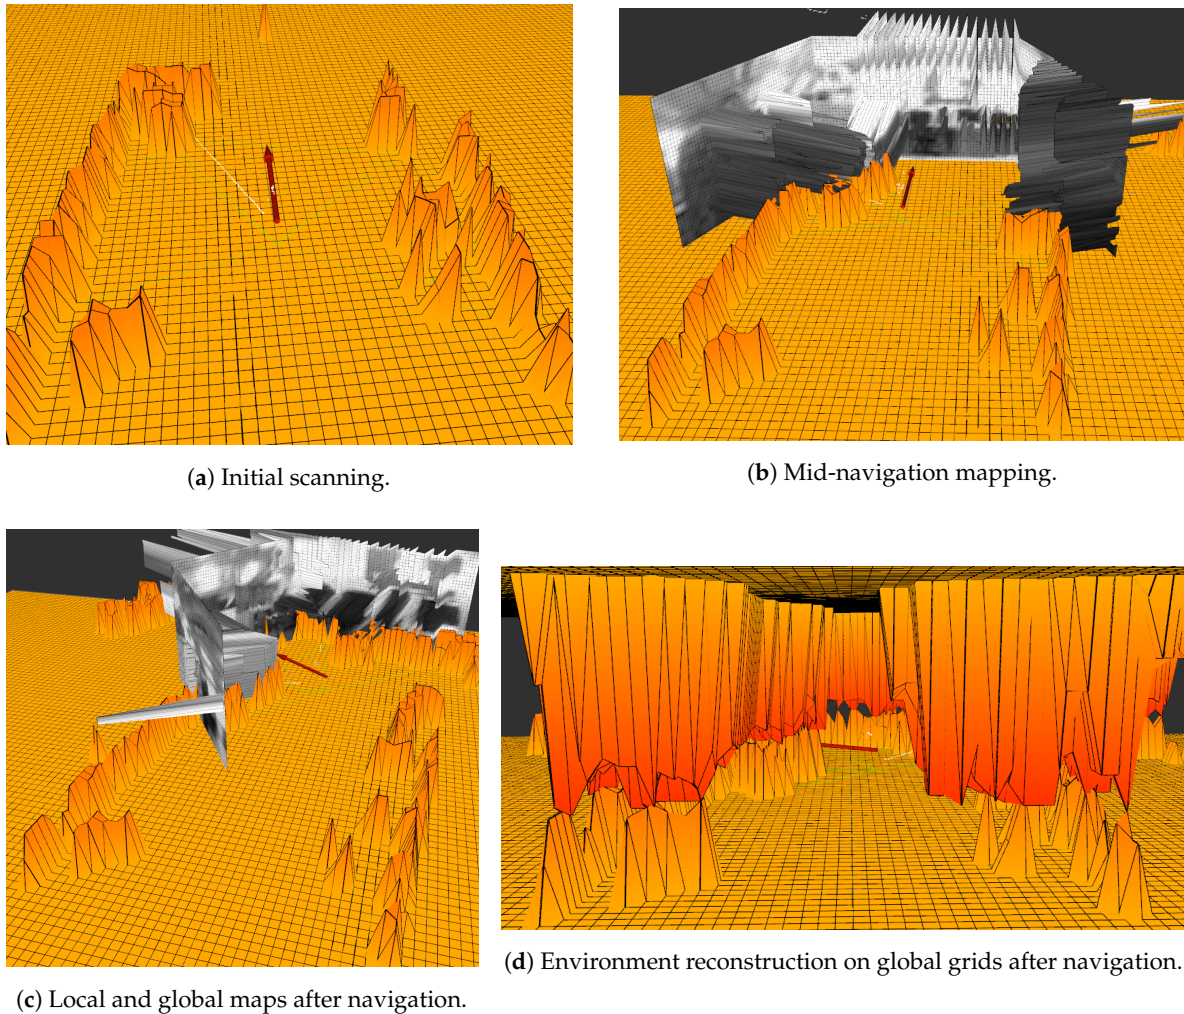 (a) Initial scanning.
(b) Mid-navigation mapping.
(c) Local and global maps after navigation.
(d) Environment reconstruction on global grids after navigation.